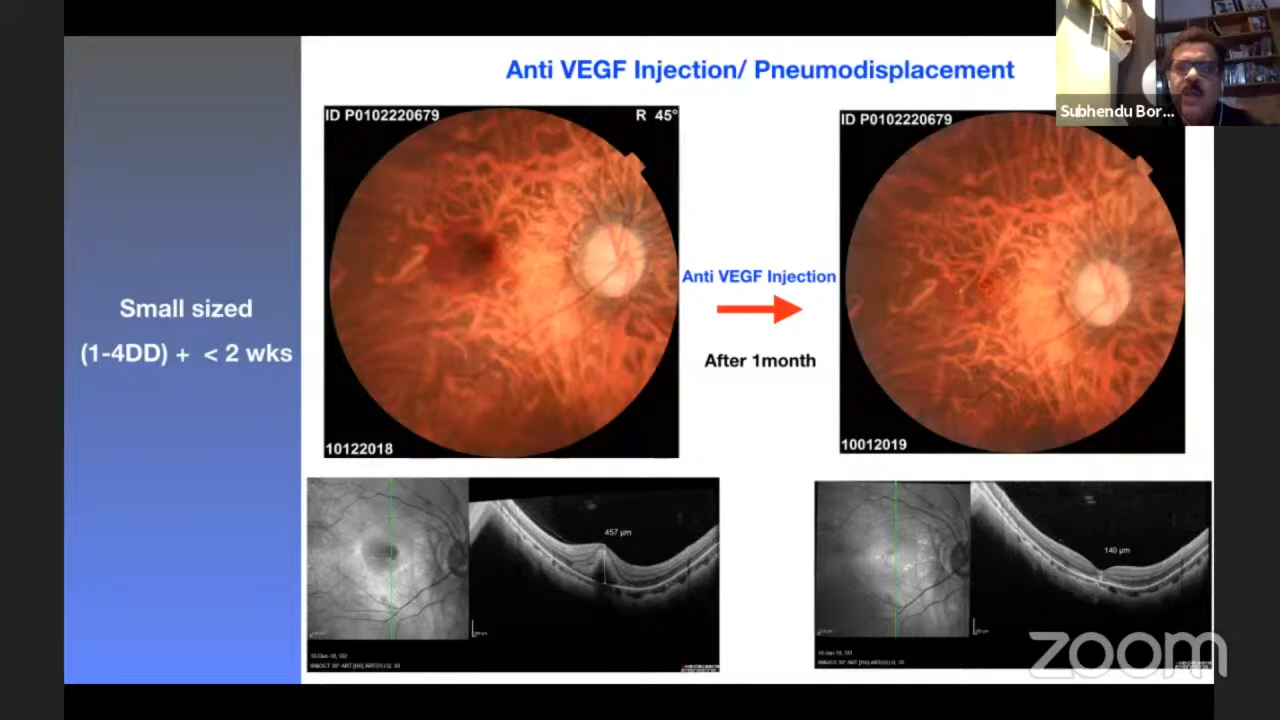 Anti VEGF Injection/ Pneumodisplacement
Subhendu Bor...
Small sized
(1-4DD) + < 2 wks
ID P0102220679
R 45°
10122018
Anti VEGF Injection
After 1month
ID P0102220679
10012019
457 µm
140 µm
zoom